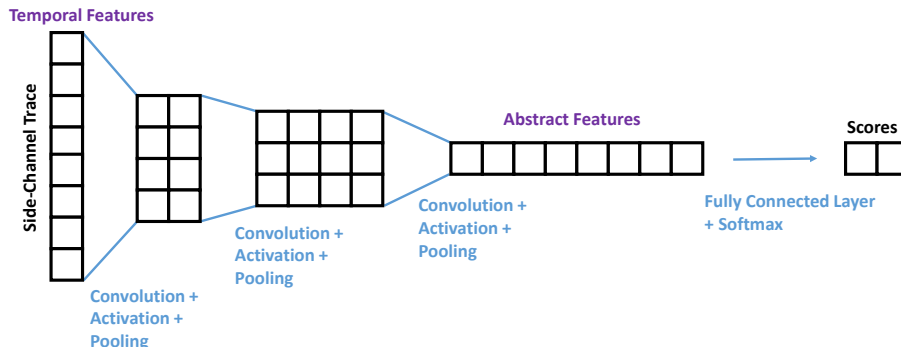 Temporal Features
Side-Channel Trace
Convolution +
Activation +
Pooling
Convolution +
Activation +
Pooling
Abstract Features
Convolution +
Activation +
Pooling
Fully Connected Layer
+ Softmax
Scores